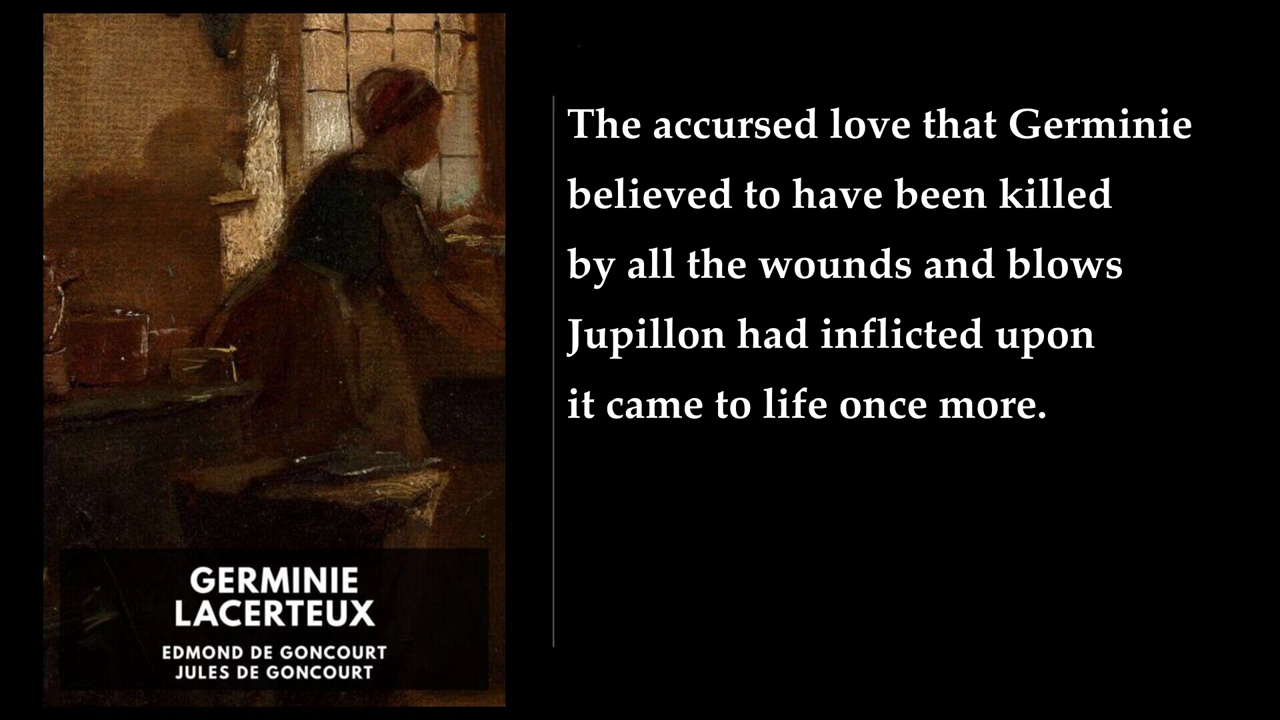 GERMINIE
LACERTEUX
EDMOND DE GONCOURT
JULES DE GONCOURT
The accursed love that Germinie
believed to have been killed
by all the wounds and blows
Jupillon had inflicted upon
it came to life once more.